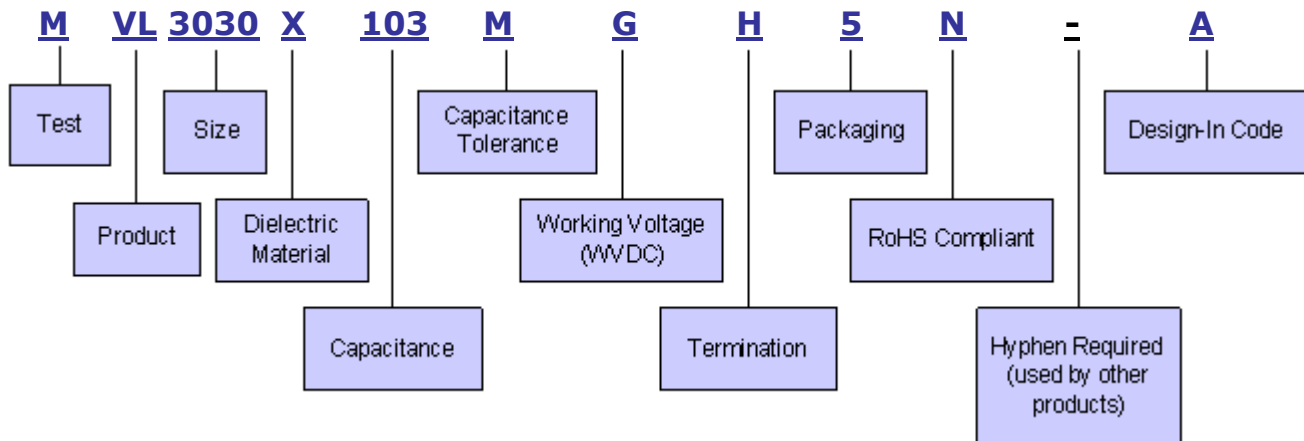 M VL 3030 X 103 M G H 5 N - A
Test
Size
Capacitance
Tolerance
Packaging
Design-In Code
Product
Dielectric
Material
Working Voltage
(WVDC)
RoHS Compliant
Capacitance
Termination
Hyphen Required
(used by other
products)